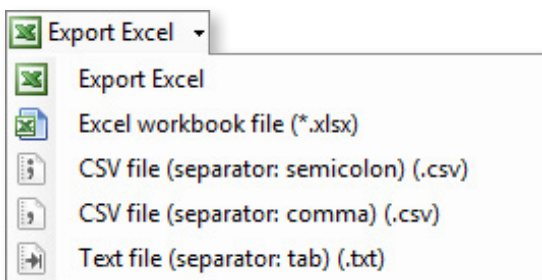 Export Excel
Export Excel
Excel workbook file (*.xlsx)
CSV file (separator: semicolon) (.csv)
CSV file (separator: comma) (.csv)
Text file (separator: tab) (.txt)